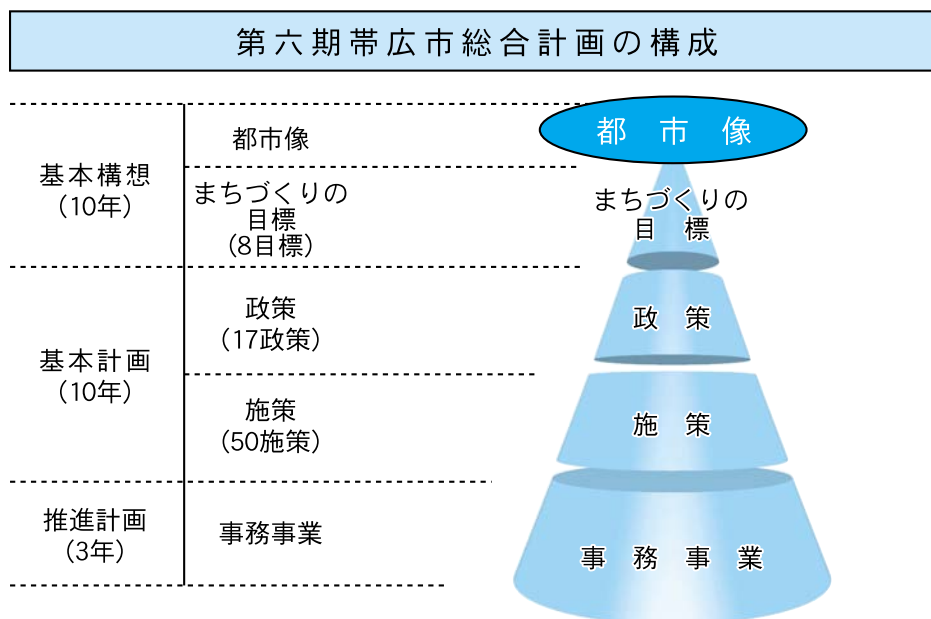 第六期帯広市総合計画の構成
基本構想
(10年)
都市像
まちづくりの
目標
(8目標)
基本計画
(10年)
政策
(17政策)
施策
(50施策)
推進計画
(3年)
事務事業
都市像
まちづくりの
目標
政策
施策
事務事業